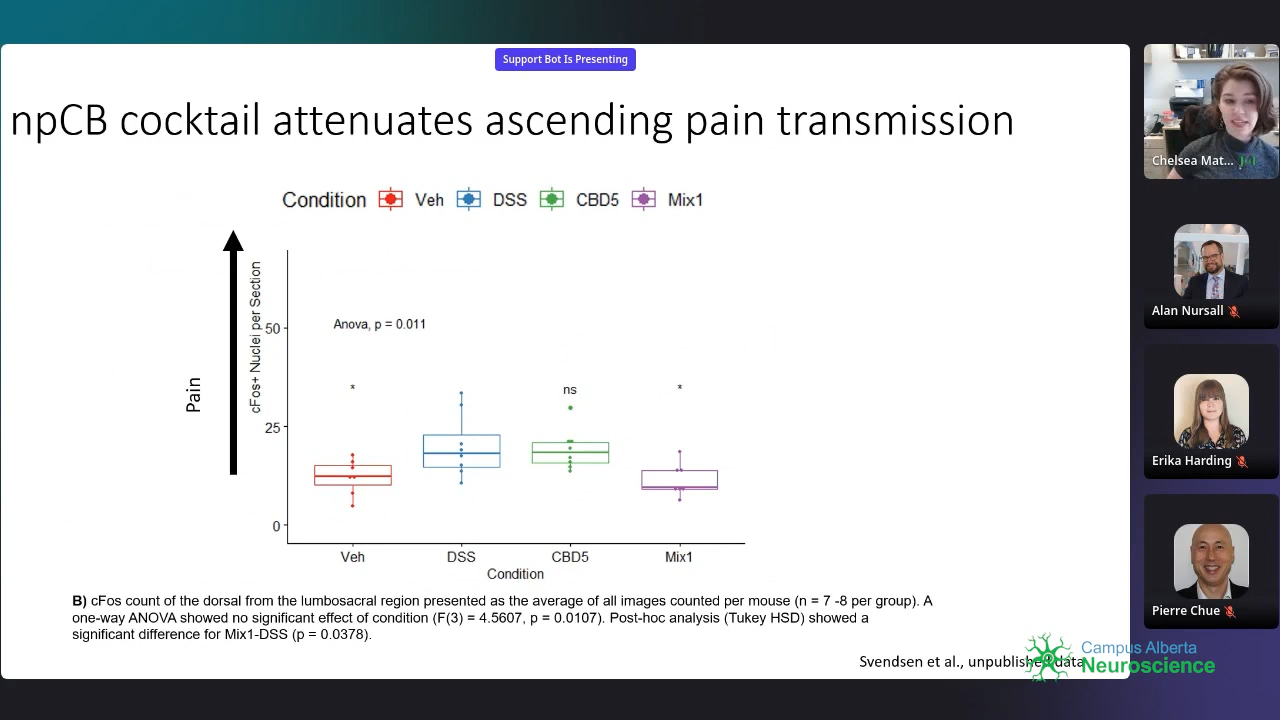 Support Bot Is Presenting
npCB cocktail attenuates ascending pain transmission
Condition Veh DSS CBD5 Mix1
Pain
cFos+ Nuclei per Section
50
25
0
Anova, p = 0.011
*
ns
*
Veh DSS CBD5 Mix1
Condition
B) cFos count of the dorsal from the lumbosacral region presented as the average of all images counted per mouse (n = 7 -8 per group). A
one-way ANOVA showed no significant effect of condition (F(3) = 4.5607, p = 0.0107). Post-hoc analysis (Tukey HSD) showed a
significant difference for Mix1-DSS (p = 0.0378).
Svendsen et al., unpublished data
Campus Alberta
Neuroscience
Chelsea Mat...
Alan Nursall
Erika Harding
Pierre Chue